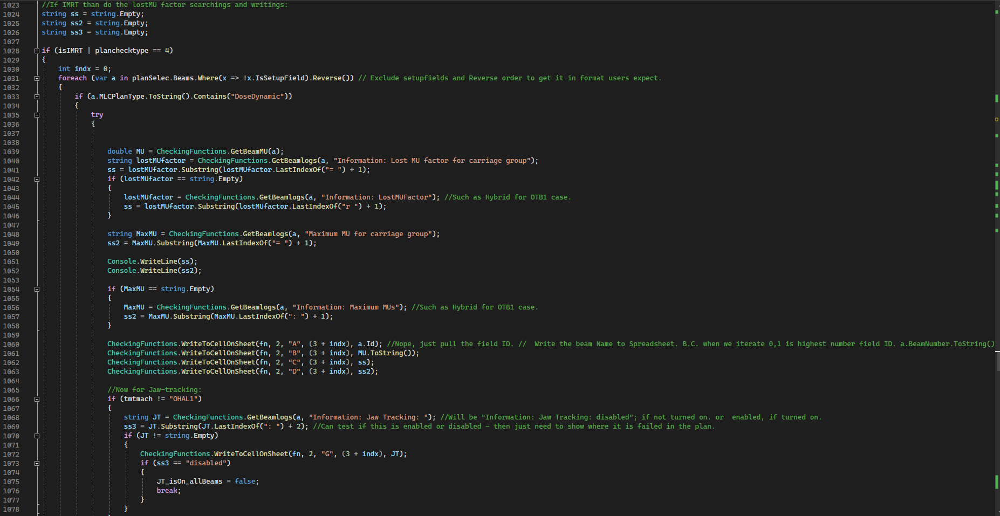 1023 //If IMRT than do the lostMU factor searchings and writings:
1024 string ss = string.Empty;
1025 string ss2 = string.Empty;
1026 string ss3 = string.Empty;
1027
1028 if (isIMRT | planchecktype == 4)
1029 {
1030 int indx = 0;
1031 foreach (var a in planSelec.Beams.Where(x => !x.IsSetupField).Reverse()) // Exclude setupfields and Reverse order to get it in format users expect.
1032 {
1033 if (a.MLCPlanType.ToString().Contains("DoseDynamic"))
1034 {
1035 try
1036 {
1037
1038
1039 double MU = CheckingFunctions.GetBeamMU(a);
1040 string lostMUfactor = CheckingFunctions.GetBeamlogs(a, "Information: Lost MU factor for carriage group");
1041 ss = lostMUfactor.Substring(lostMUfactor.LastIndexOf("= ") + 1);
1042 if (lostMUfactor == string.Empty)
1043 {
1044 lostMUfactor = CheckingFunctions.GetBeamlogs(a, "Information: LostMUFactor"); //Such as Hybrid for OTB1 case.
1045 ss = lostMUfactor.Substring(lostMUfactor.LastIndexOf("r ") + 1);
1046 }
1047
1048 string MaxMU = CheckingFunctions.GetBeamlogs(a, "Maximum MU for carriage group");
1049 ss2 = MaxMU.Substring(MaxMU.LastIndexOf("= ") + 1);
1050
1051 Console.WriteLine(ss);
1052 Console.WriteLine(ss2);
1053
1054 if (MaxMU == string.Empty)
1055 {
1056 MaxMU = CheckingFunctions.GetBeamlogs(a, "Information: Maximum MUs"); //Such as Hybrid for OTB1 case.
1057 ss2 = MaxMU.Substring(MaxMU.LastIndexOf(": ") + 1);
1058 }
1059
1060 CheckingFunctions.WriteToCellOnSheet(fn, 2, "A", (3 + indx), a.Id); //Nope, just pull the field ID. //  Write the beam Name to Spreadsheet. B.C. when we iterate 0,1 is highest number field ID. a.BeamNumber.ToString()
1061 CheckingFunctions.WriteToCellOnSheet(fn, 2, "B", (3 + indx), MU.ToString());
1062 CheckingFunctions.WriteToCellOnSheet(fn, 2, "C", (3 + indx), ss);
1063 CheckingFunctions.WriteToCellOnSheet(fn, 2, "D", (3 + indx), ss2);
1064
1065 //Now for Jaw-tracking:
1066 if (tmtmach != "OHAL1")
1067 {
1068 string JT = CheckingFunctions.GetBeamlogs(a, "Information: Jaw Tracking: "); //Will be "Information: Jaw Tracking: disabled"; if not turned on. or  enabled, if turned on.
1069 ss3 = JT.Substring(JT.LastIndexOf(": ") + 2); //Can test if this is enabled or disabled - then just need to show where it is failed in the plan.
1070 if (JT != string.Empty)
1071 {
1072 CheckingFunctions.WriteToCellOnSheet(fn, 2, "G", (3 + indx), JT);
1073 if (ss3 == "disabled")
1074 {
1075 JT_isOn_allBeams = false;
1076 break;
1077 }
1078 }